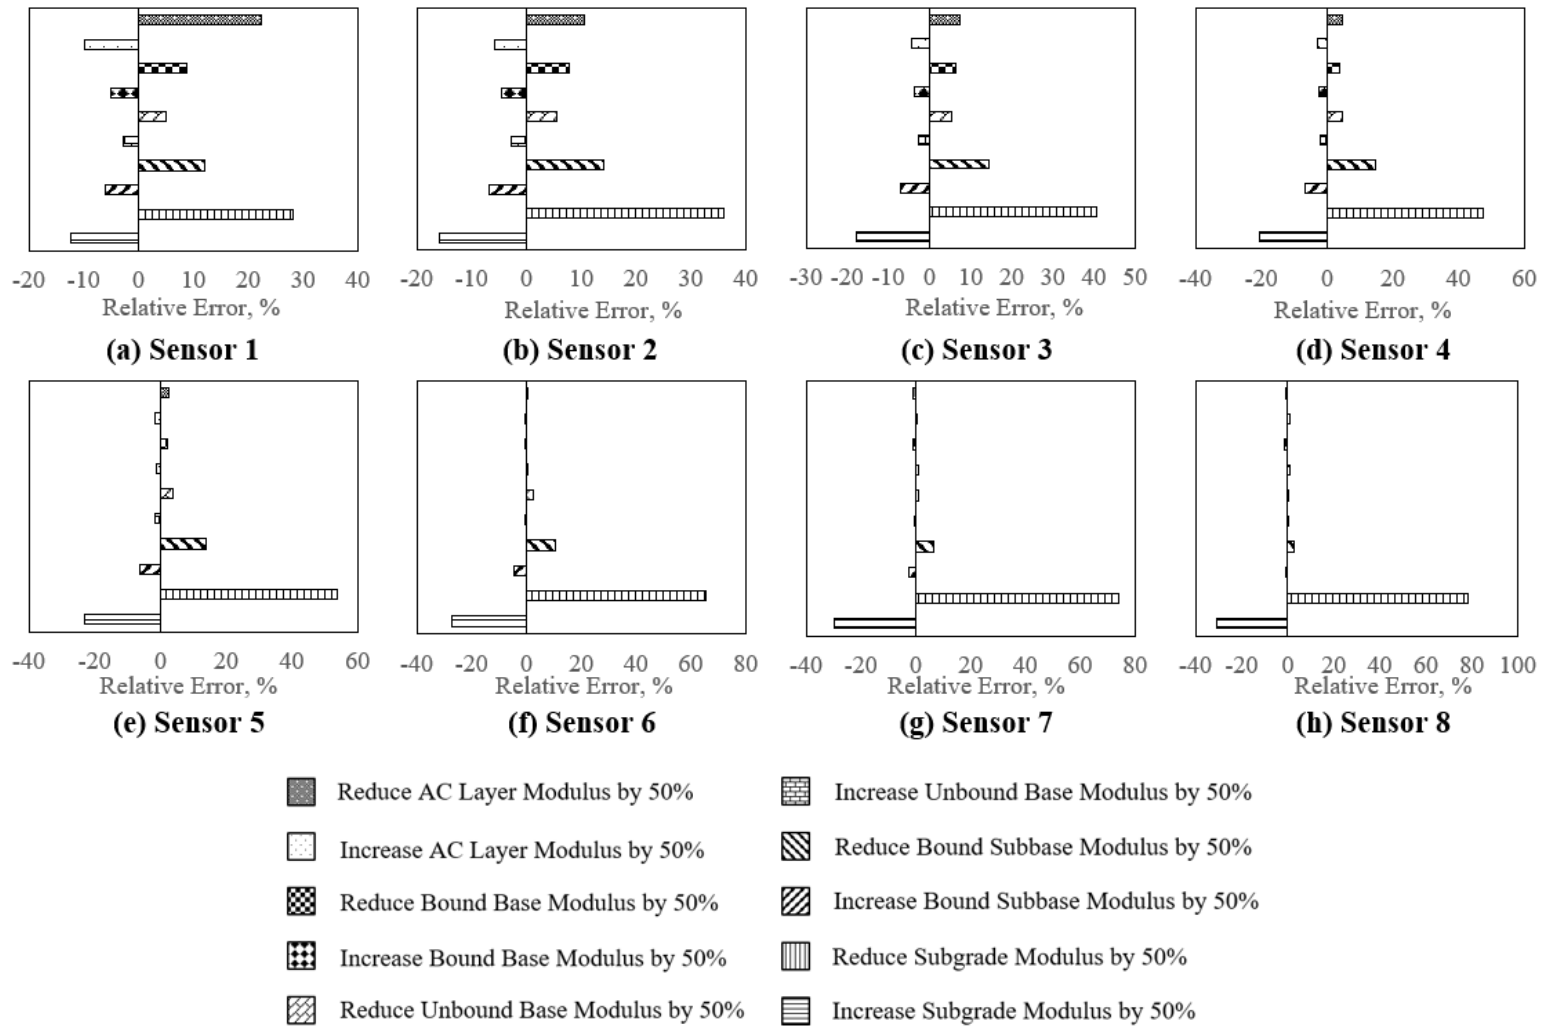 -20 -10 0 10 20 30 40
Relative Error, %
(a) Sensor 1
-20 -10 0 10 20 30 40
Relative Error, %
(b) Sensor 2
-30 -20 -10 0 10 20 30 40 50
Relative Error, %
(c) Sensor 3
-40 -20 0 20 40 60
Relative Error, %
(d) Sensor 4
-40 -20 0 20 40 60
Relative Error, %
(e) Sensor 5
-40 -20 0 20 40 60 80
Relative Error, %
(f) Sensor 6
-40 -20 0 20 40 60 80
Relative Error, %
(g) Sensor 7
-40 -20 0 20 40 60 80 100
Relative Error, %
(h) Sensor 8
Reduce AC Layer Modulus by 50%
Increase AC Layer Modulus by 50%
Reduce Bound Base Modulus by 50%
Increase Bound Base Modulus by 50%
Reduce Unbound Base Modulus by 50%
Increase Unbound Base Modulus by 50%
Reduce Bound Subbase Modulus by 50%
Increase Bound Subbase Modulus by 50%
Reduce Subgrade Modulus by 50%
Increase Subgrade Modulus by 50%